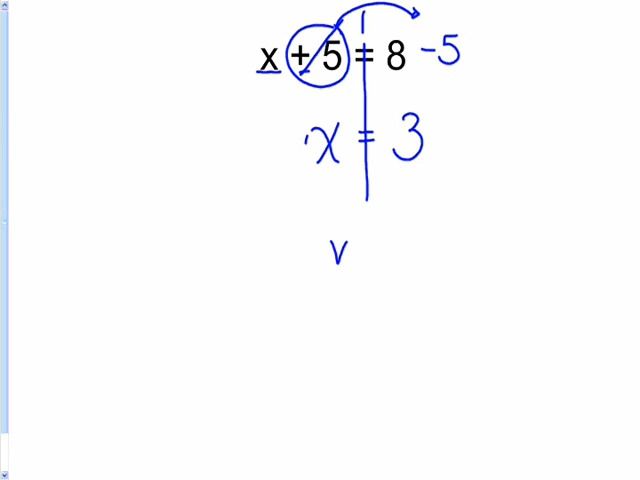 x + 5 = 8 -5
x = 3
v